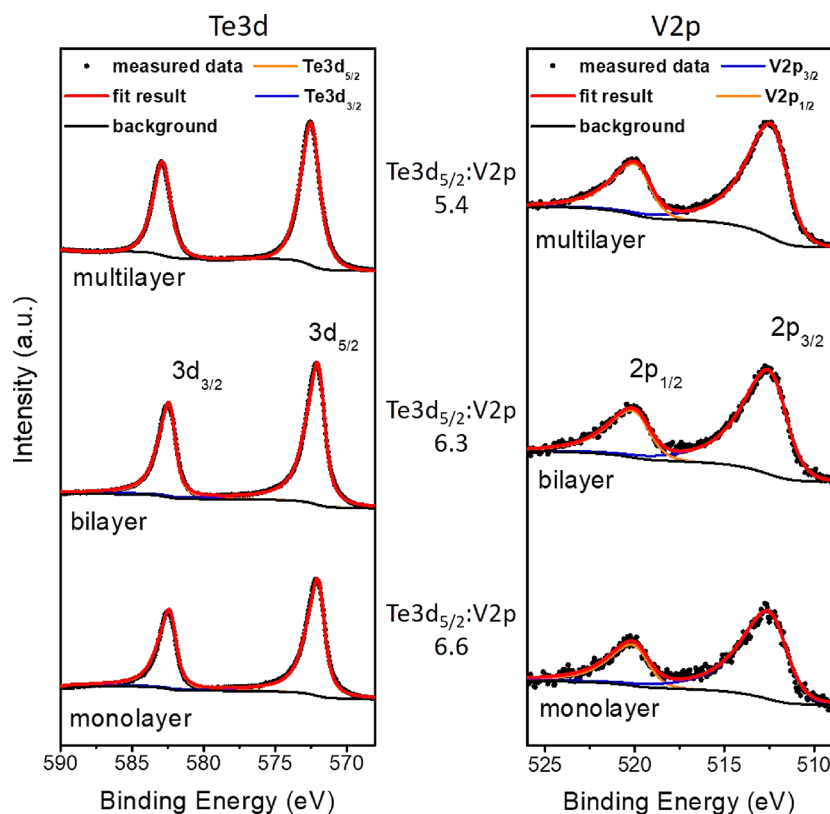 Te3d
measured data
Te3d5/2
fit result
Te3d3/2
background
multilayer
3d3/2
3d5/2
bilayer
monolayer
590 585 580 575 570
Binding Energy (eV)
Intensity (a.u.)
Te3d5/2:V2p
5.4
Te3d5/2:V2p
6.3
Te3d5/2:V2p
6.6
V2p
measured data
V2p3/2
fit result
V2p1/2
background
multilayer
2p1/2
2p3/2
bilayer
monolayer
525 520 515 510
Binding Energy (eV)